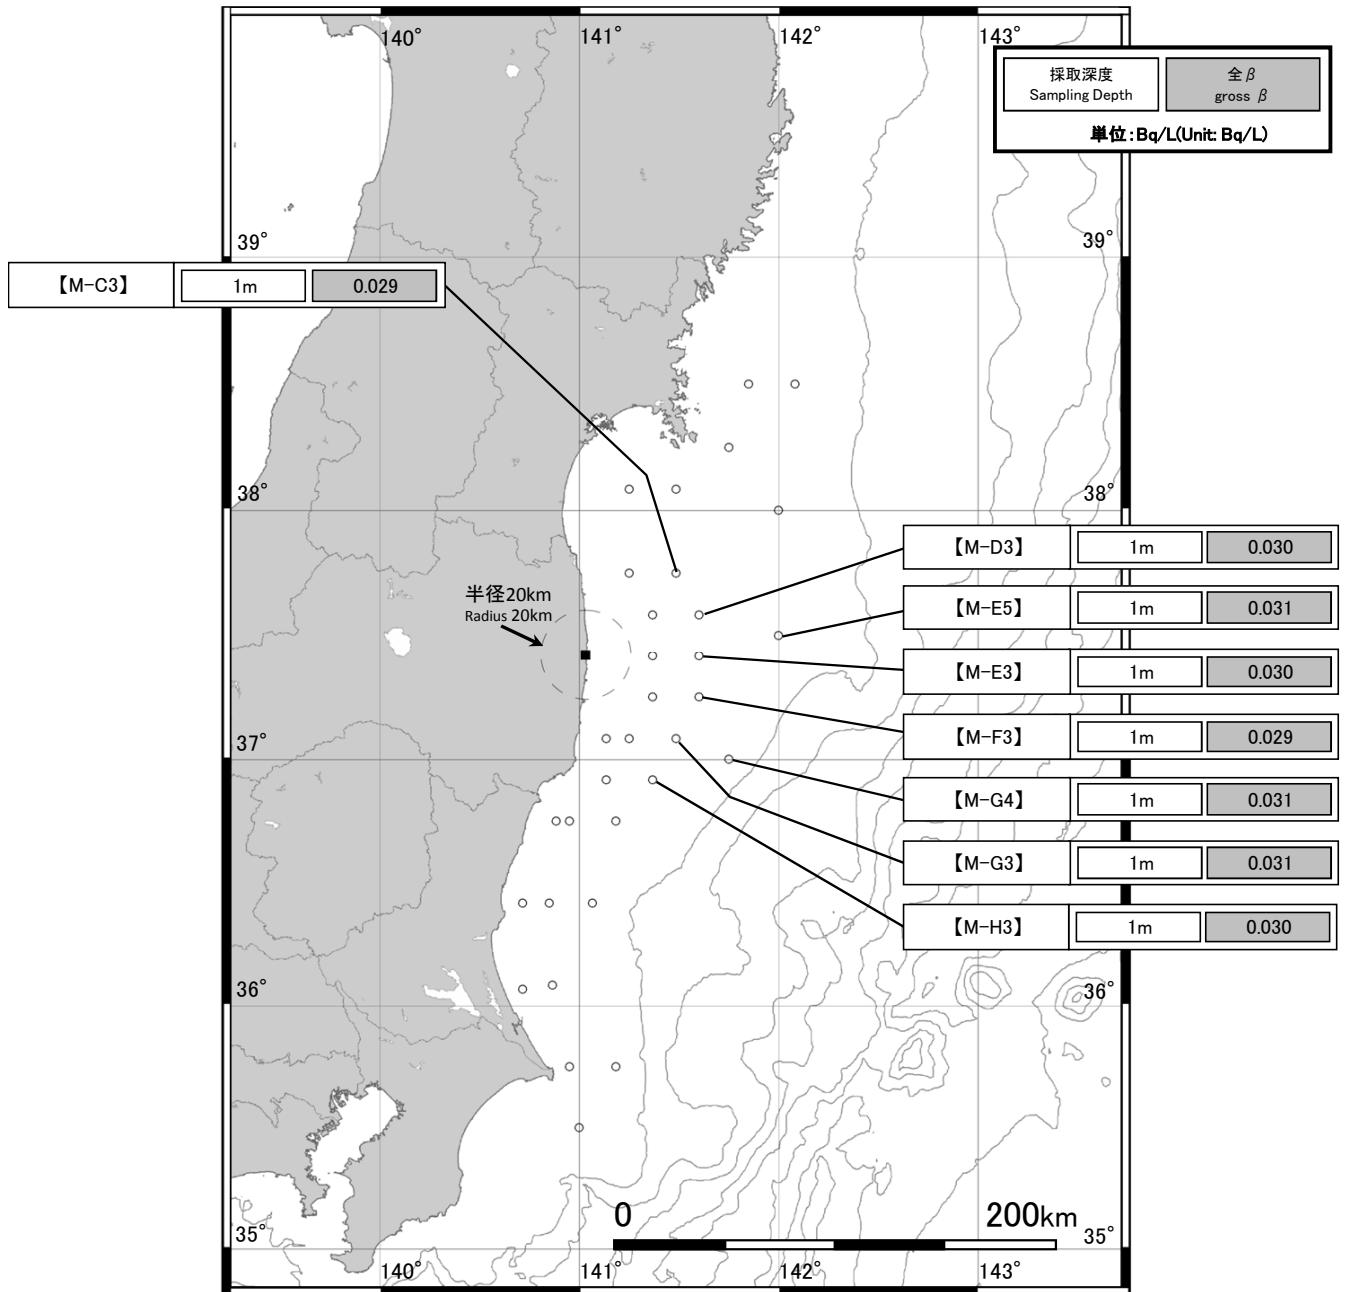 140°
141°
142°
143°
採取深度
Sampling Depth
全β
gross β
単位:Bq/L(Unit: Bq/L)
39°
39°
【M-C3】 1m 0.029
38°
38°
【M-D3】 1m 0.030
半径20km
Radius 20km
【M-E5】 1m 0.031
【M-E3】 1m 0.030
【M-F3】 1m 0.029
37°
【M-G4】 1m 0.031
【M-G3】 1m 0.031
【M-H3】 1m 0.030
36°
36°
0
200km
35°
35°
140°
141°
142°
143°